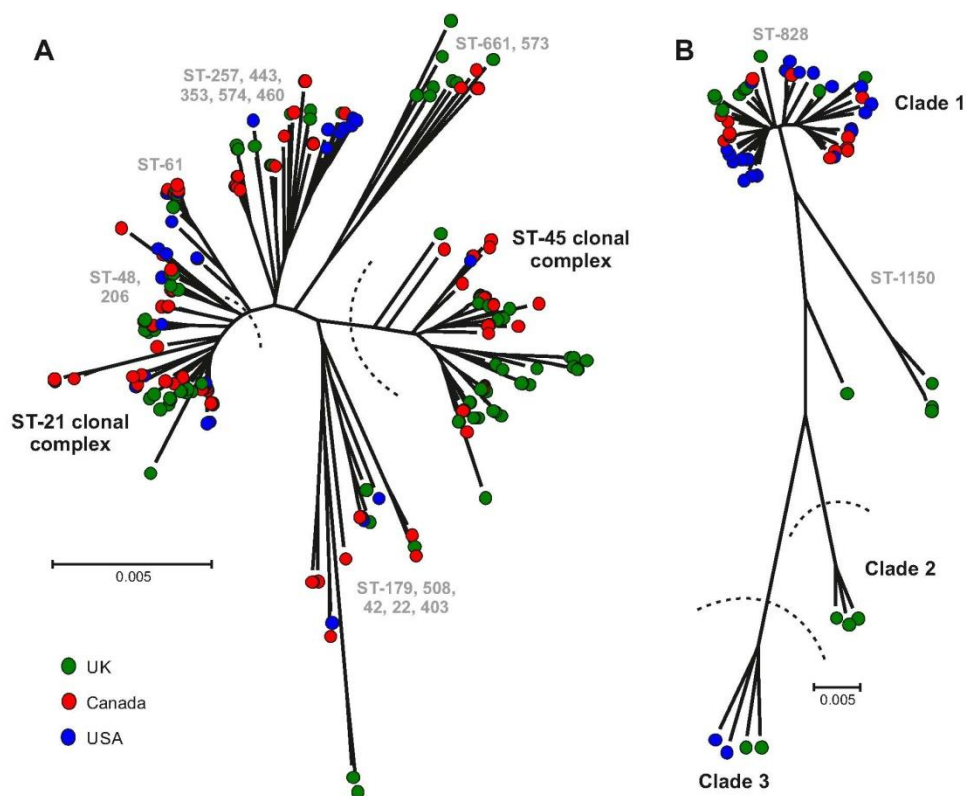 A
ST-661, 573
ST-257, 443,
353, 574, 460
ST-61
ST-45 clonal
complex
ST-48,
206
ST-21 clonal
complex
0.005
ST-179, 508,
42, 22, 403
UK
Canada
USA
B
ST-828
Clade 1
ST-1150
Clade 2
0.005
Clade 3